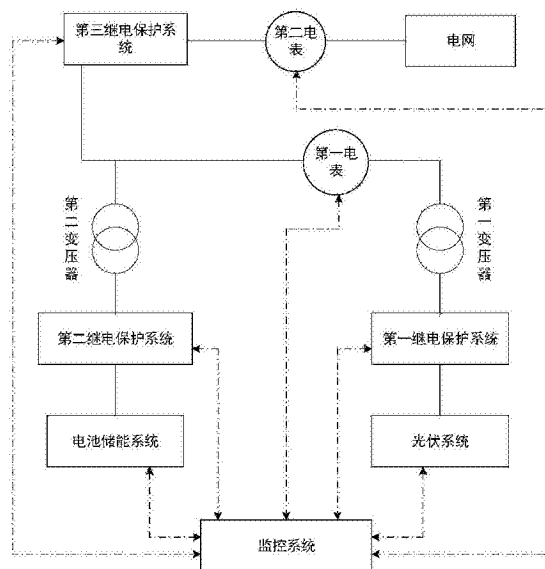 第三继电保护系
统
第二电
表
电网
第一电
表
第二变压器
第一变压器
第二继电保护系统
第一继电保护系统
电池储能系统
光伏系统
监控系统